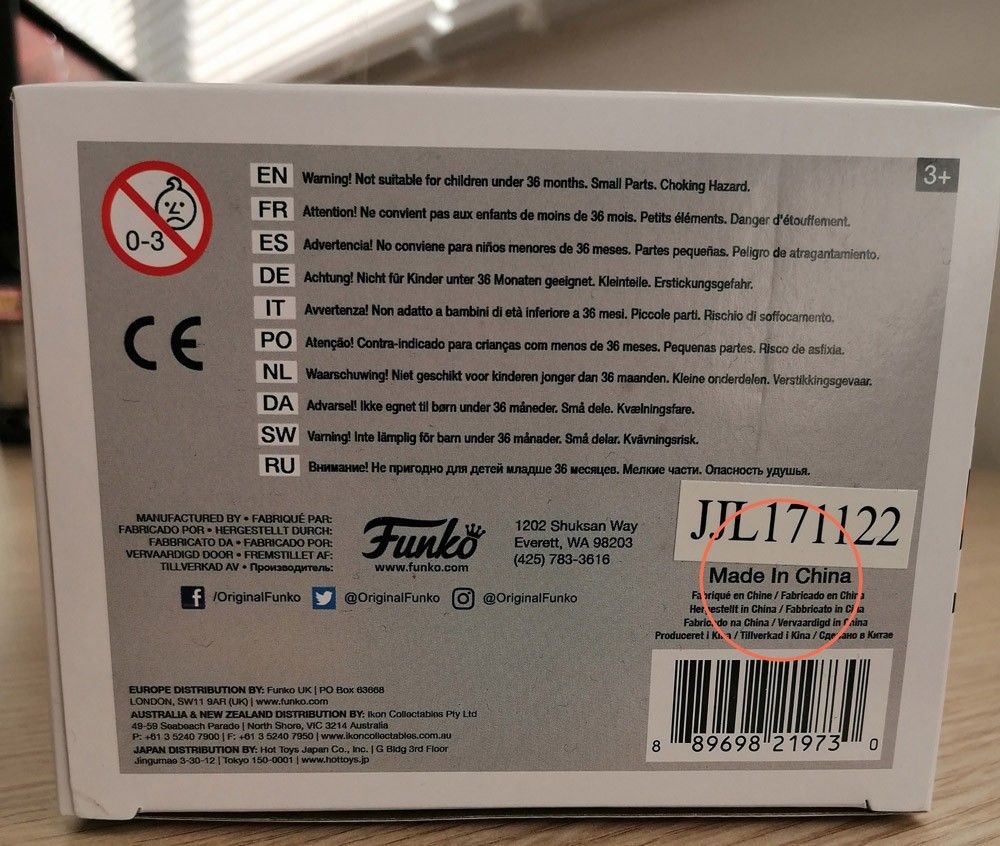 3+
0-3
EN Warning! Not suitable for children under 36 months. Small Parts. Choking Hazard.
FR Attention! Ne convient pas aux enfants de moins de 36 mois. Petits éléments. Danger d'étouffement.
ES Advertencia! No conviene para niños menores de 36 meses. Partes pequeñas. Peligro de atragantamiento.
DE Achtung! Nicht für Kinder unter 36 Monaten geeignet. Kleinteile. Erstickungsgefahr.
IT Avvertenza! Non adatto a bambini di età inferiore a 36 mesi. Piccole parti. Rischio di soffocamento.
PO Atenção! Contra-indicado para crianças com menos de 36 meses. Pequenas partes. Risco de asfixia.
NL Waarschuwing! Niet geschikt voor kinderen jonger dan 36 maanden. Kleine onderdelen. Verstikkingsgevaar.
DA Advarsel! Ikke egnet til børn under 36 måneder. Små dele. Kvælningsfare.
SW Varning! Inte lämplig för barn under 36 månader. Små delar. Kvävningsrisk.
RU Внимание! Не пригодно для детей младше 36 месяцев. Мелкие части. Опасность удушья.
CE
MANUFACTURED BY • FABRIQUÉ PAR:
FABRICADO POR • HERGESTELLT DURCH:
FABBRICATO DA • FABRICADO POR:
VERVAARDIGD DOOR • FREMSTILLET AF:
TILLVERKAD AV • Производитель:
Funko
www.funko.com
1202 Shuksan Way
Everett, WA 98203
(425) 783-3616
/OriginalFunko @OriginalFunko @OriginalFunko
JJL171122
Made In China
Fabriqué en Chine / Fabricado en China
Hergestellt in China / Fabbricato in Cina
Fabricado na China / Vervaardigd in China
Produceret i Kina / Tillverkad i Kina / Сделано в Китае
EUROPE DISTRIBUTION BY: Funko UK | PO Box 63668
LONDON, SW11 9AR (UK) | www.funko.com
AUSTRALIA & NEW ZEALAND DISTRIBUTION BY: Ikon Collectables Pty Ltd
49-59 Seabeach Parade | North Shore, VIC 3214 Australia
P: +61 3 5240 7900 | F: +61 3 5240 7950 | www.ikoncollectables.com.au
JAPAN DISTRIBUTION BY: Hot Toys Japan Co., Inc. | G Bldg 3rd Floor
Jingumae 3-30-12 | Tokyo 150-0001 | www.hottoys.jp
8 89698 21973 0